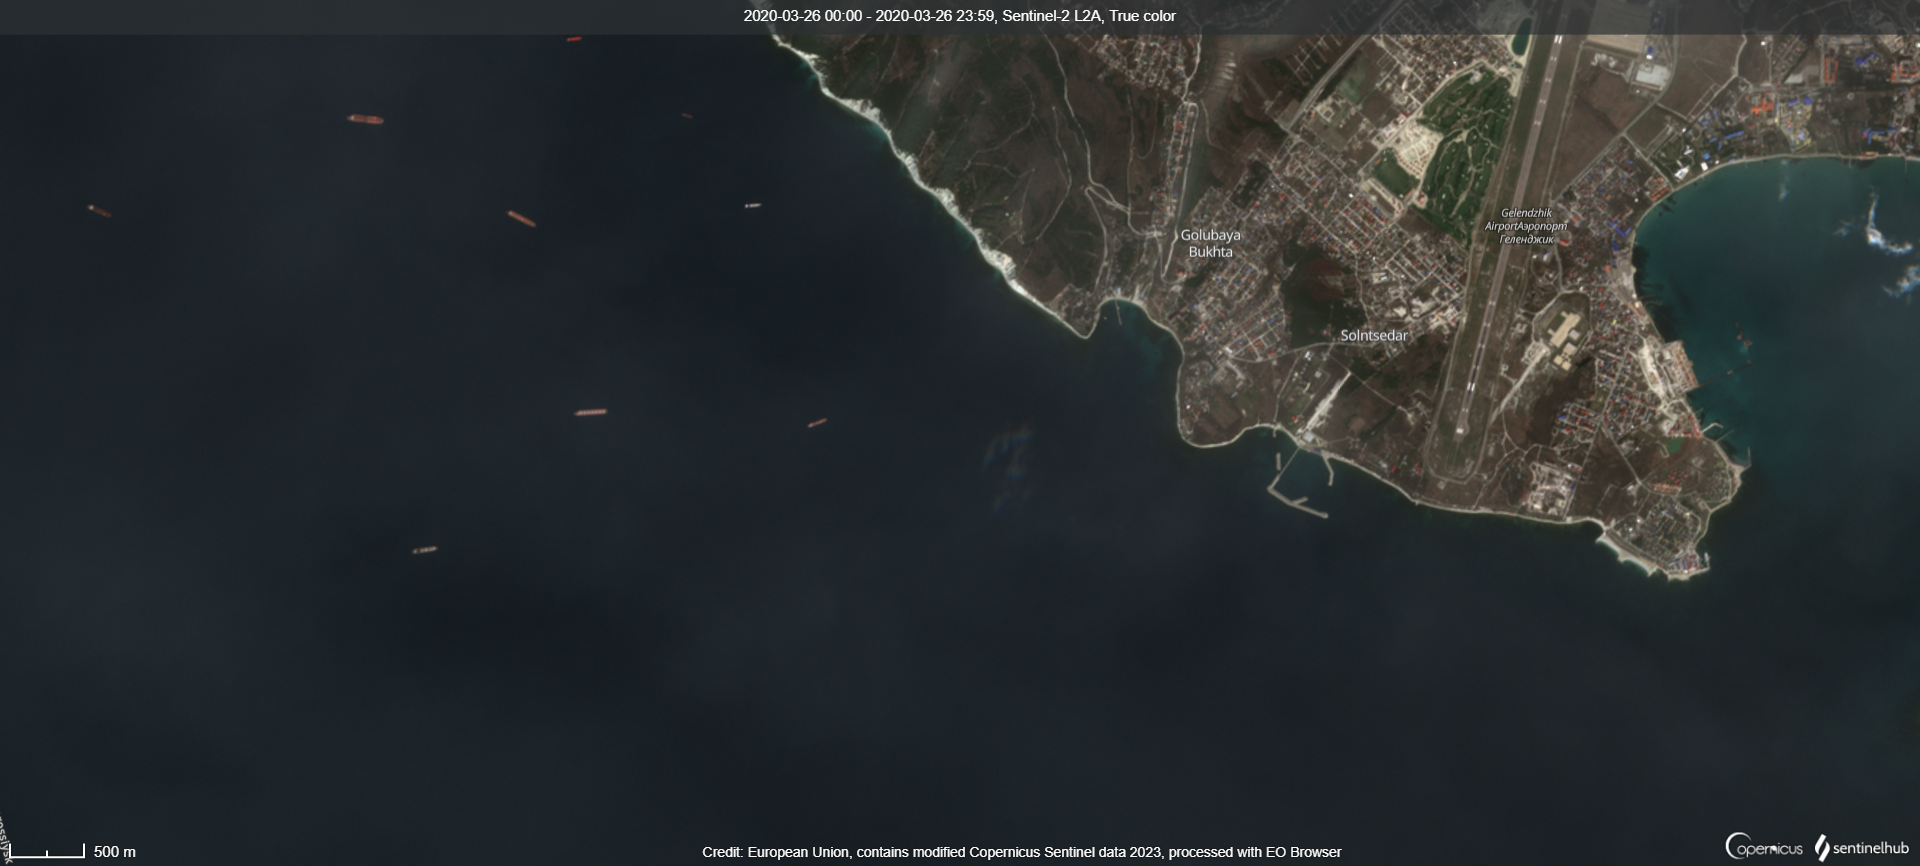 2020-03-26 00:00 - 2020-03-26 23:59, Sentinel-2 L2A, True color
Gelendzhik
AirportАэропорт
Геленджик
Golubaya
Bukhta
Solntsedar
500 m
Credit: European Union, contains modified Copernicus Sentinel data 2023, processed with EO Browser
Copernicus
sentinelhub